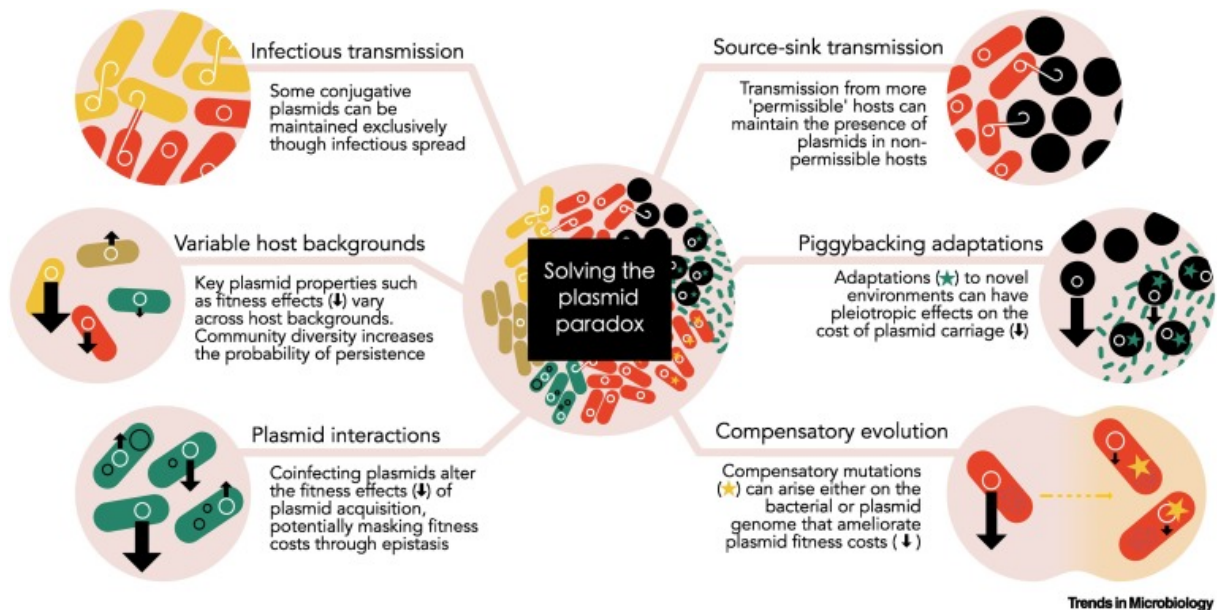 Infectious transmission
Some conjugative
plasmids can be
maintained exclusively
though infectious spread
Source-sink transmission
Transmission from more
'permissible' hosts can
maintain the presence of
plasmids in non-
permissible hosts
Variable host backgrounds
Key plasmid properties such
as fitness effects (⬇) vary
across host backgrounds.
Community diversity increases
the probability of persistence
Solving the
plasmid
paradox
Piggybacking adaptations
Adaptations (★) to novel
environments can have
pleiotropic effects on the
cost of plasmid carriage (⬇)
Plasmid interactions
Coinfecting plasmids alter
the fitness effects (⬇) of
plasmid acquisition,
potentially masking fitness
costs through epistasis
Compensatory evolution
Compensatory mutations
(★) can arise either on the
bacterial or plasmid
genome that ameliorate
plasmid fitness costs (⬇)
Trends in Microbiology